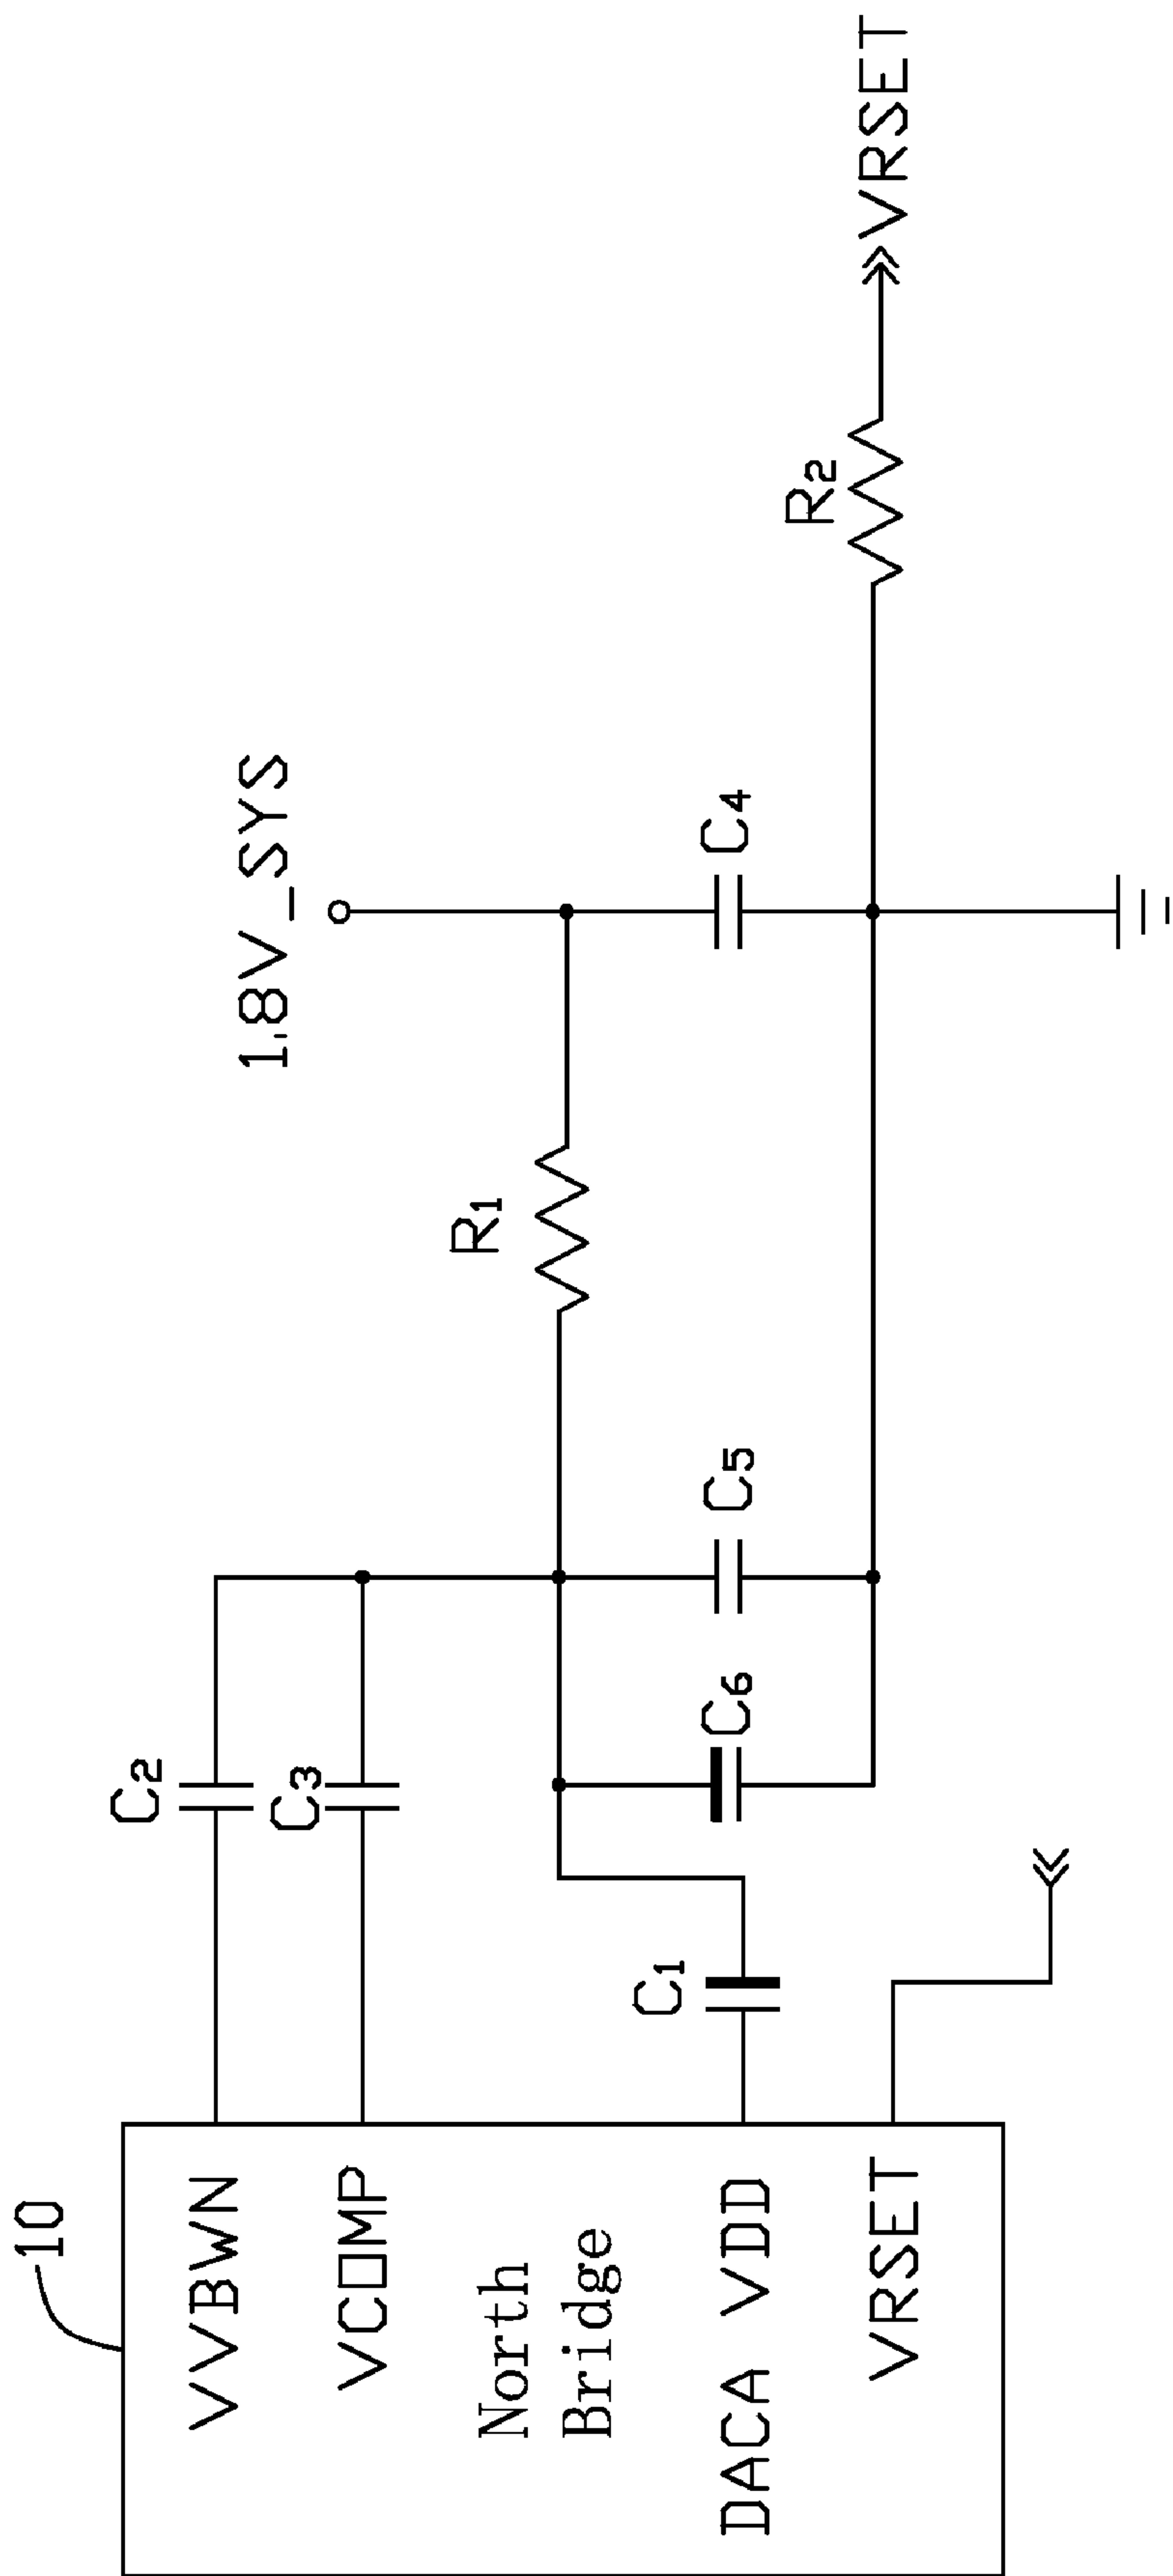 10
VVBWN
VCOMP
North
Bridge
DACA VDD
VRSET
C2
C3
C1
C6
C5
R1
1.8V_SYS
C4
R2
VRSET